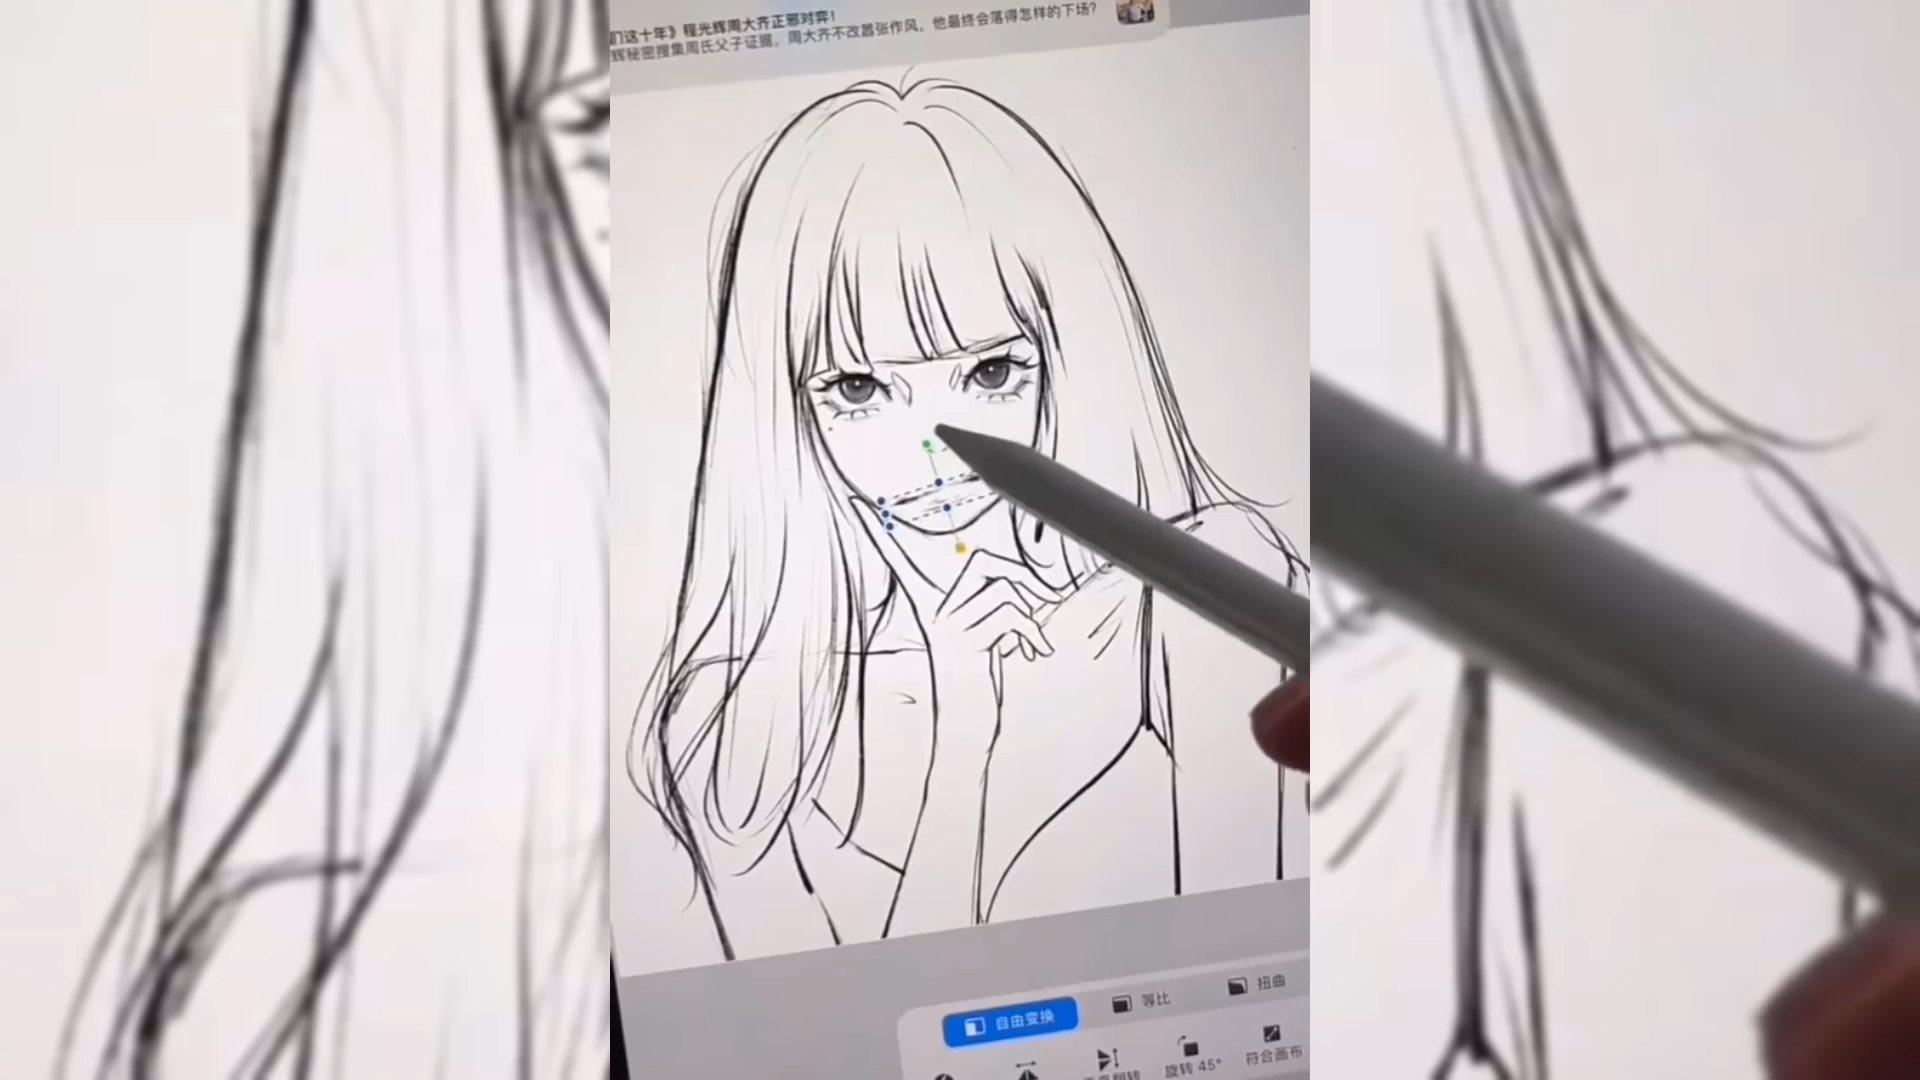 们这十年》程光辉周大齐正邪对弈!
辉秘密搜集周氏父子证据，周大齐不改嚣张作风，他最终会落得怎样的下场?
自由变换
等比
扭曲
旋转 45°
符合画布